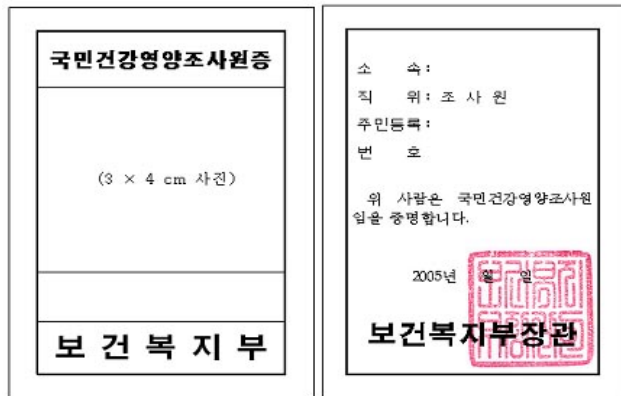 국민건강영양조사원증
(3 × 4 cm 사진)
보 건 복 지 부
소 속 :
직 위 : 조 사 원
주민등록 :
번 호
위 사람은 국민건강영양조사원
임을 증명합니다.
2005년 월 일
보건복지부장관